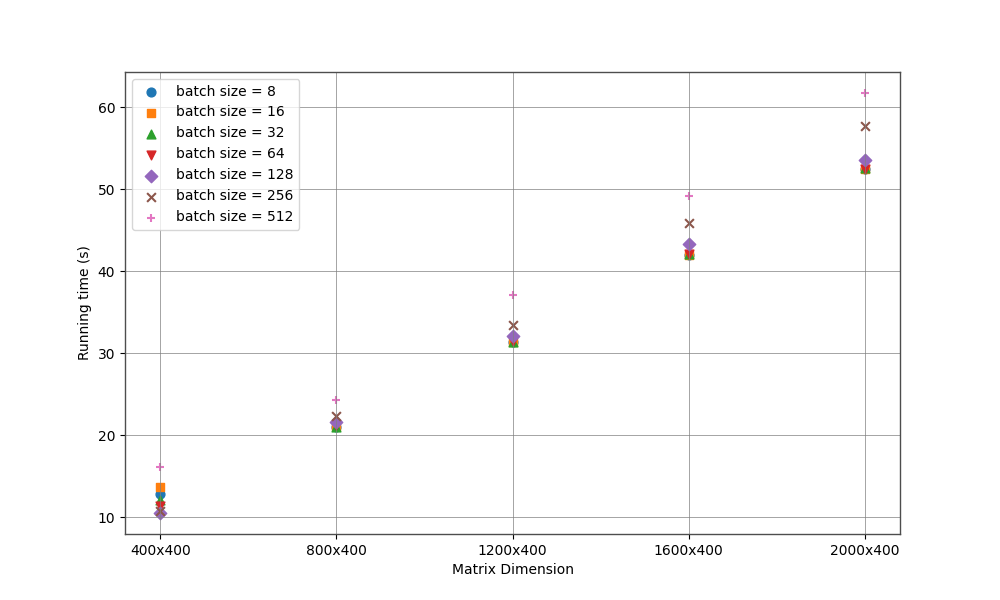 batch size = 8
batch size = 16
batch size = 32
batch size = 64
batch size = 128
batch size = 256
batch size = 512
60
50
40
30
20
10
Running time (s)
400x400 800x400 1200x400 1600x400 2000x400
Matrix Dimension